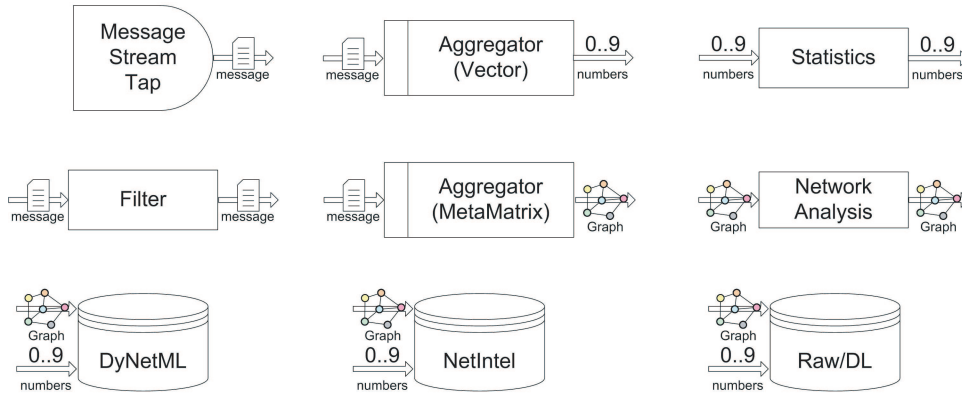 Message
Stream
Tap
message
message
Aggregator
(Vector)
0..9
numbers
0..9
numbers
Statistics
0..9
numbers
message
Filter
message
message
Aggregator
(MetaMatrix)
Graph
Graph
Network
Analysis
Graph
Graph
0..9
numbers
DyNetML
Graph
0..9
numbers
NetIntel
Graph
0..9
numbers
Raw/DL